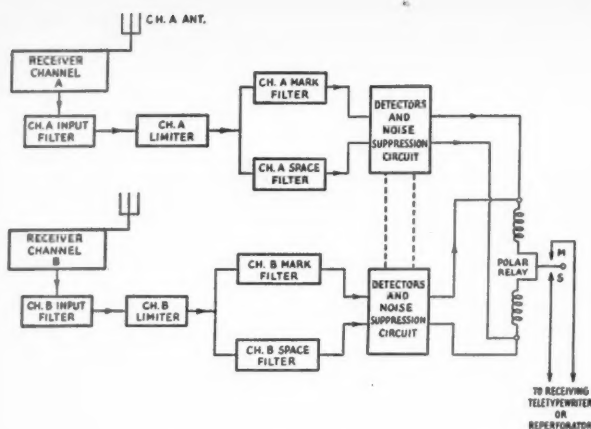 CH. A ANT.
RECEIVER
CHANNEL
A
CH. A INPUT
FILTER
CH. A
LIMITER
CH. A MARK
FILTER
CH. A SPACE
FILTER
DETECTORS
AND
NOISE
SUPPRESSION
CIRCUIT
RECEIVER
CHANNEL
B
CH. B INPUT
FILTER
CH. B
LIMITER
CH. B MARK
FILTER
CH. B SPACE
FILTER
DETECTORS
AND
NOISE
SUPPRESSION
CIRCUIT
POLAR
RELAY
M
S
TO RECEIVING
TELETYPEWRITER
OR
REPERFORATOR